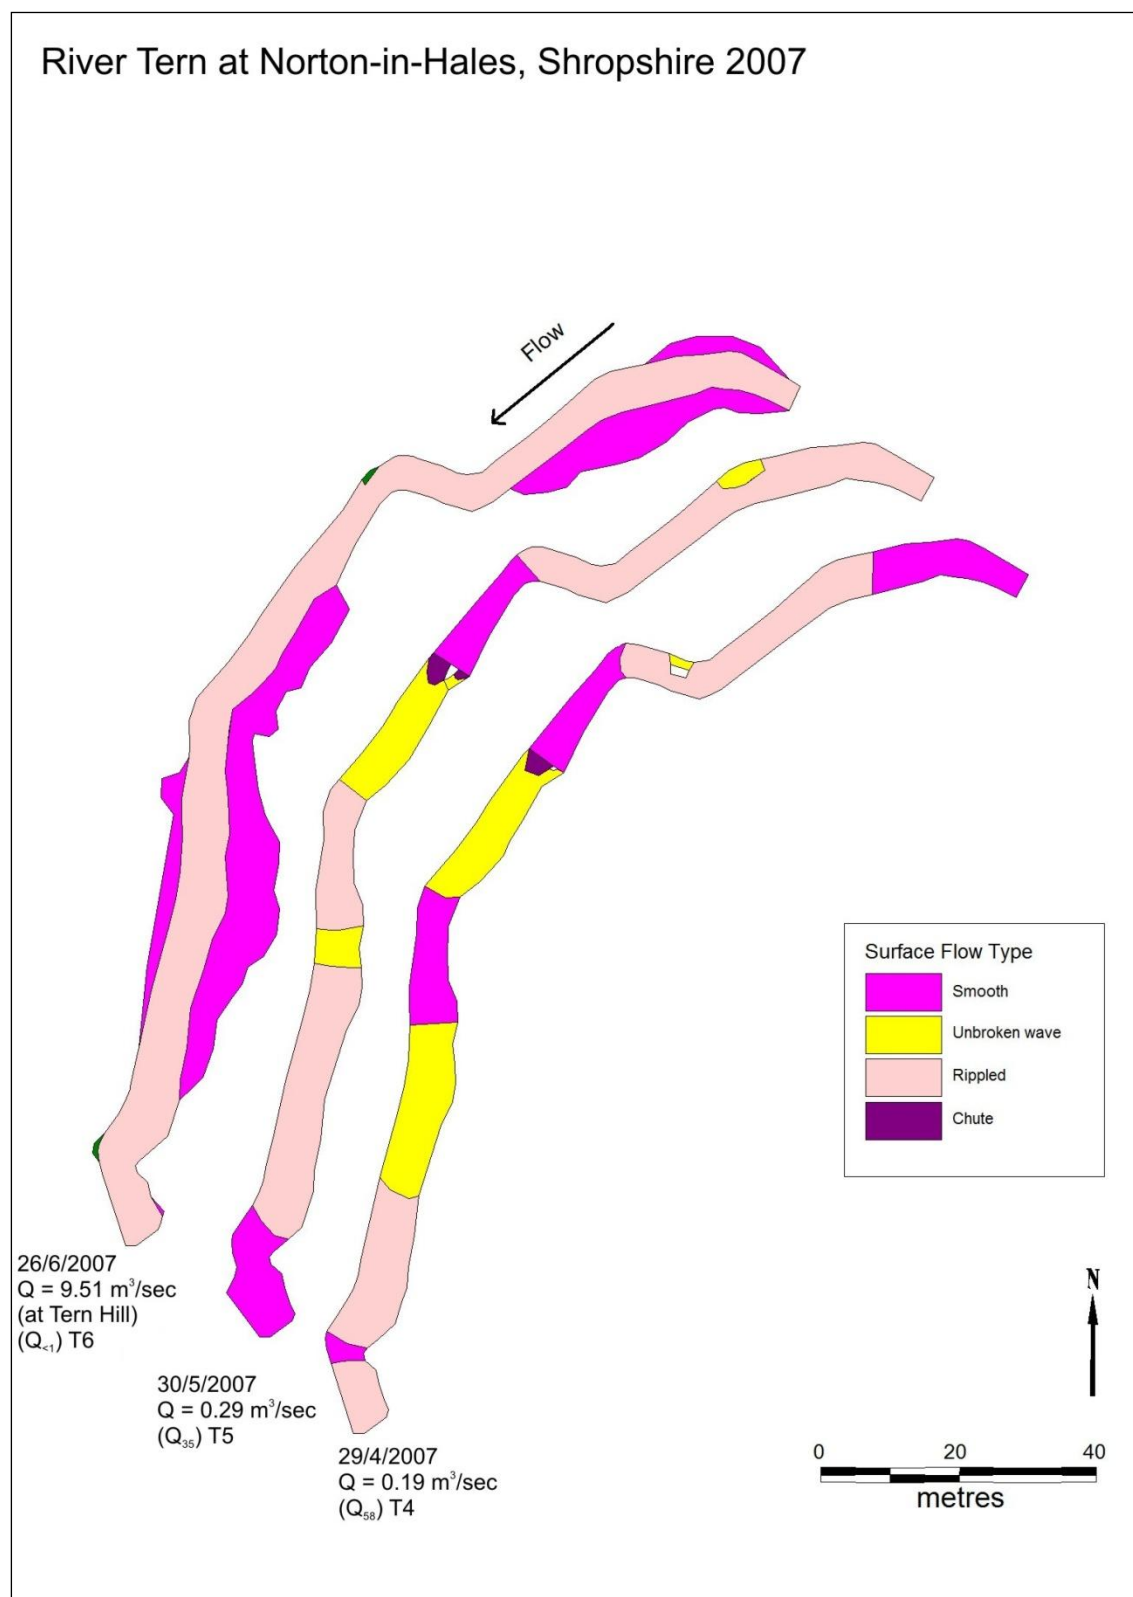 River Tern at Norton-in-Hales, Shropshire 2007
Flow
Surface Flow Type
Smooth
Unbroken wave
Rippled
Chute
26/6/2007
Q = 9.51 m³/sec
(at Tern Hill)
(Q<1) T6
30/5/2007
Q = 0.29 m³/sec
(Q35) T5
29/4/2007
Q = 0.19 m³/sec
(Q58) T4
N
0 20 40
metres